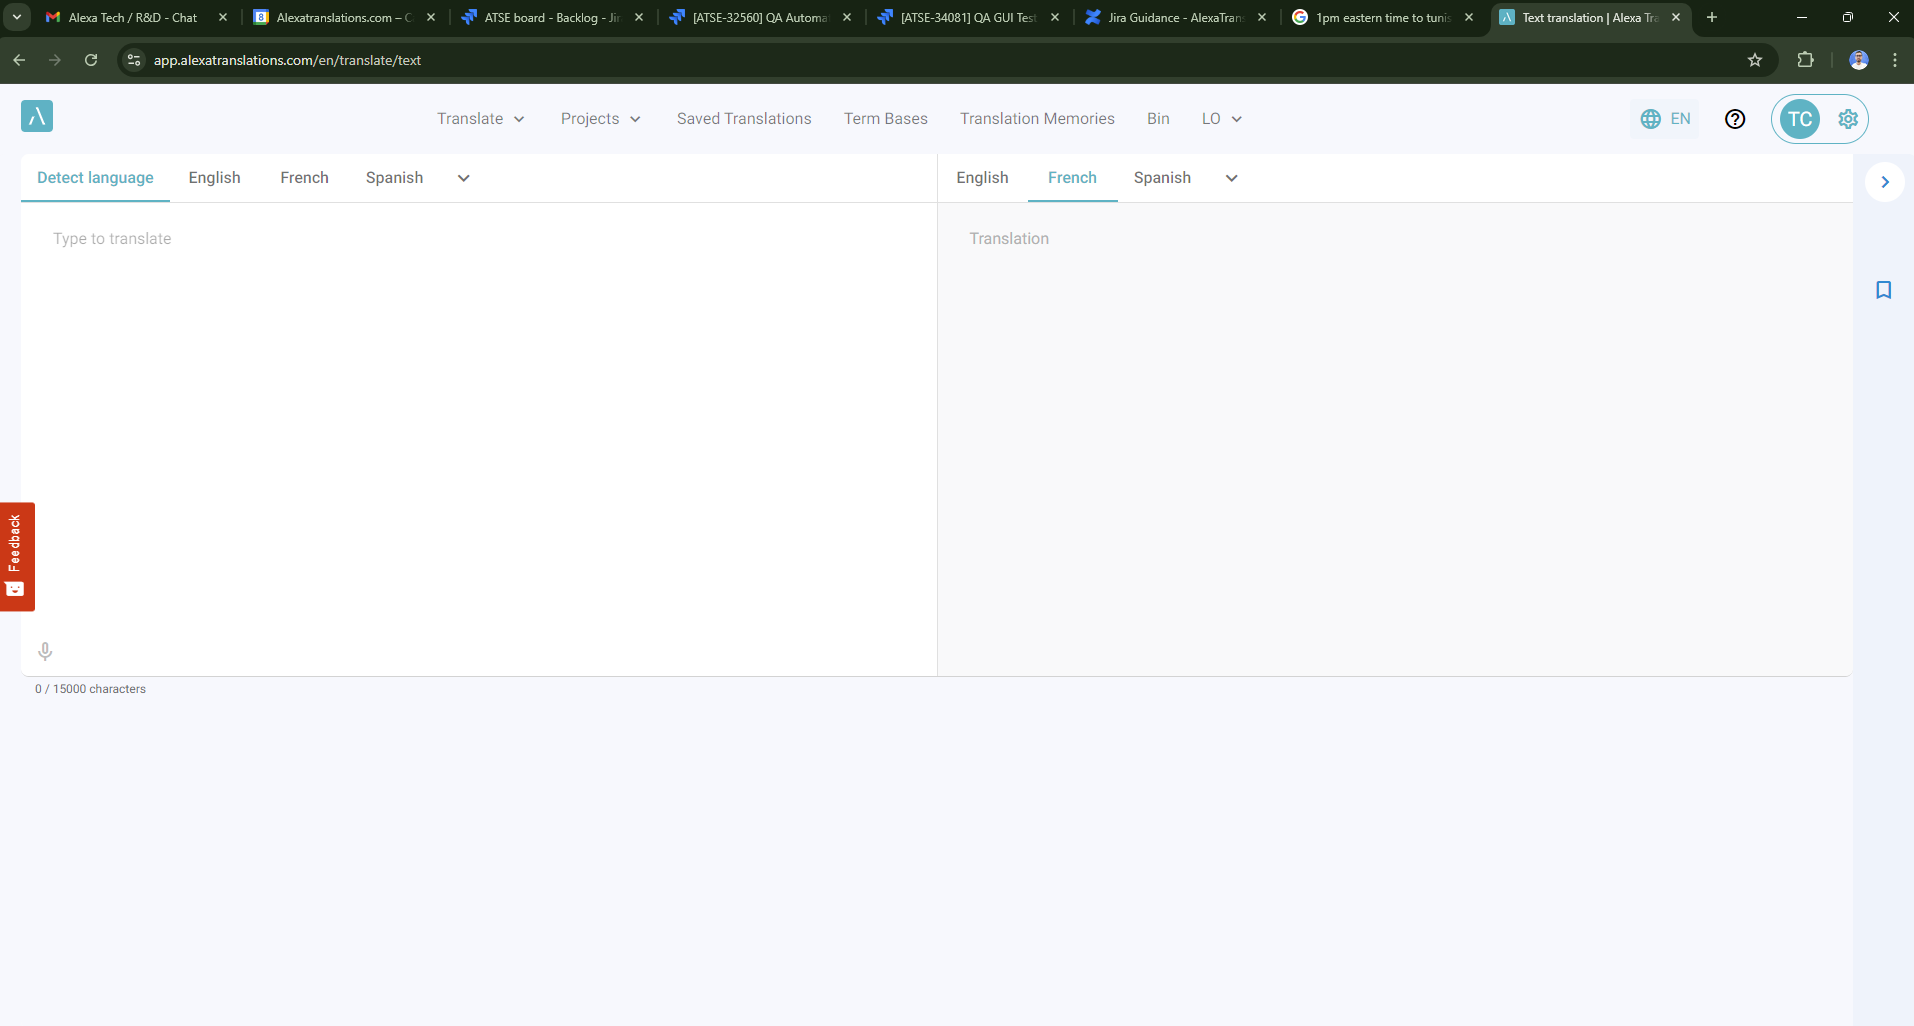 Alexa Tech / R&D - Chat
Alexatranslations.com – C
ATSE board - Backlog - Jir
[ATSE-32560] QA Automa
[ATSE-34081] QA GUI Test
Jira Guidance - AlexaTran
1pm eastern time to tunis
Text translation | Alexa Tra
app.alexatranslations.com/en/translate/text
Translate Projects Saved Translations Term Bases Translation Memories Bin LO EN TC
Detect language English French Spanish
English French Spanish
Type to translate
Translation
Feedback
0 / 15000 characters